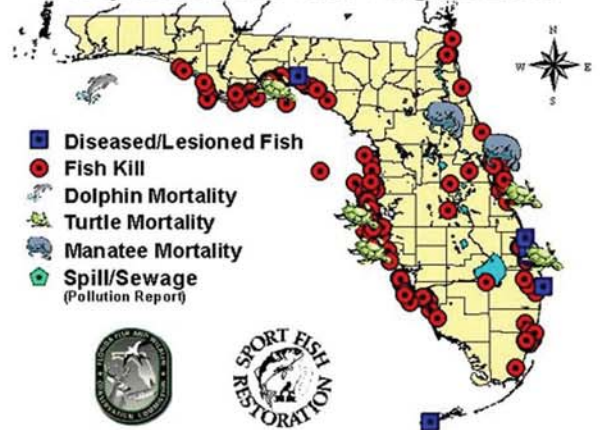 N
W E
S
Diseased/Lesioned Fish
Fish Kill
Dolphin Mortality
Turtle Mortality
Manatee Mortality
Spill/Sewage
(Pollution Report)
SPORT FISH
RESTORATION